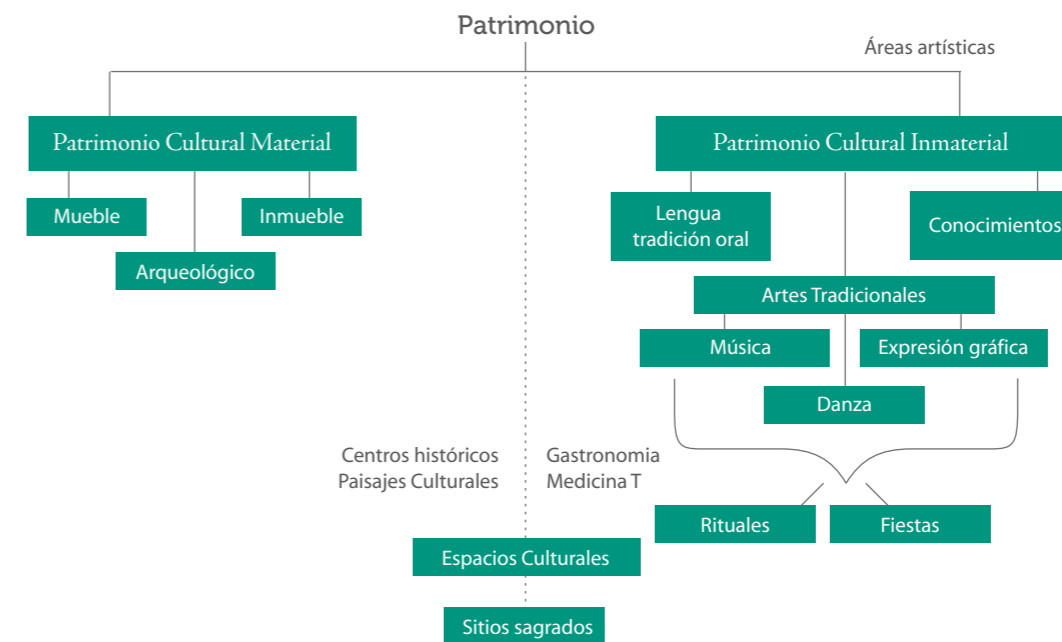 Patrimonio
Áreas artísticas
Patrimonio Cultural Material
Patrimonio Cultural Inmaterial
Mueble
Inmueble
Arqueológico
Lengua
tradición oral
Conocimientos
Artes Tradicionales
Música
Expresión gráfica
Danza
Centros históricos
Paisajes Culturales
Gastronomia
Medicina T
Rituales
Fiestas
Espacios Culturales
Sitios sagrados